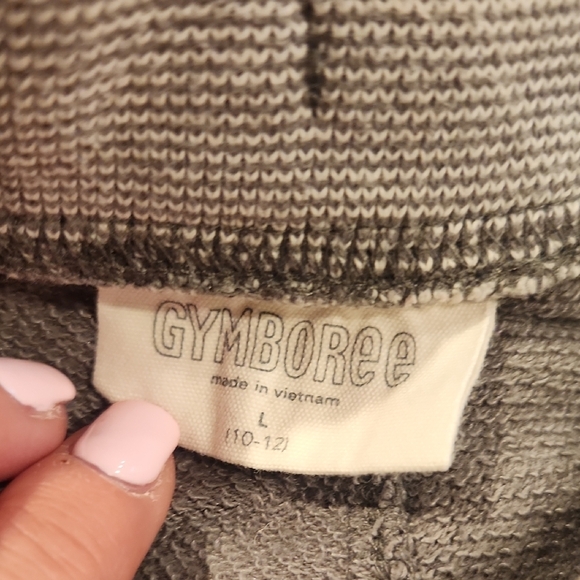 GYMBOREE
made in vietnam
L
(10-12)